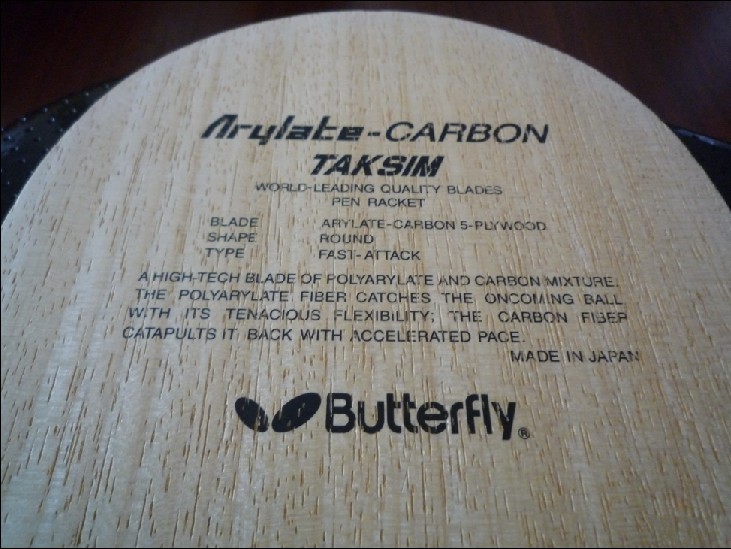 Arylate-CARBON
TAKSIM
WORLD-LEADING QUALITY BLADES
PEN RACKET
BLADE ARYLATE-CARBON 5-PLYWOOD
SHAPE ROUND
TYPE FAST-ATTACK
A HIGH-TECH BLADE OF POLYARYLATE AND CARBON MIXTURE.
THE POLYARYLATE FIBER CATCHES THE ONCOMING BALL
WITH ITS TENACIOUS FLEXIBILITY; THE CARBON FIBER
CATAPULTS IT BACK WITH ACCELERATED PACE.
MADE IN JAPAN
Butterfly®